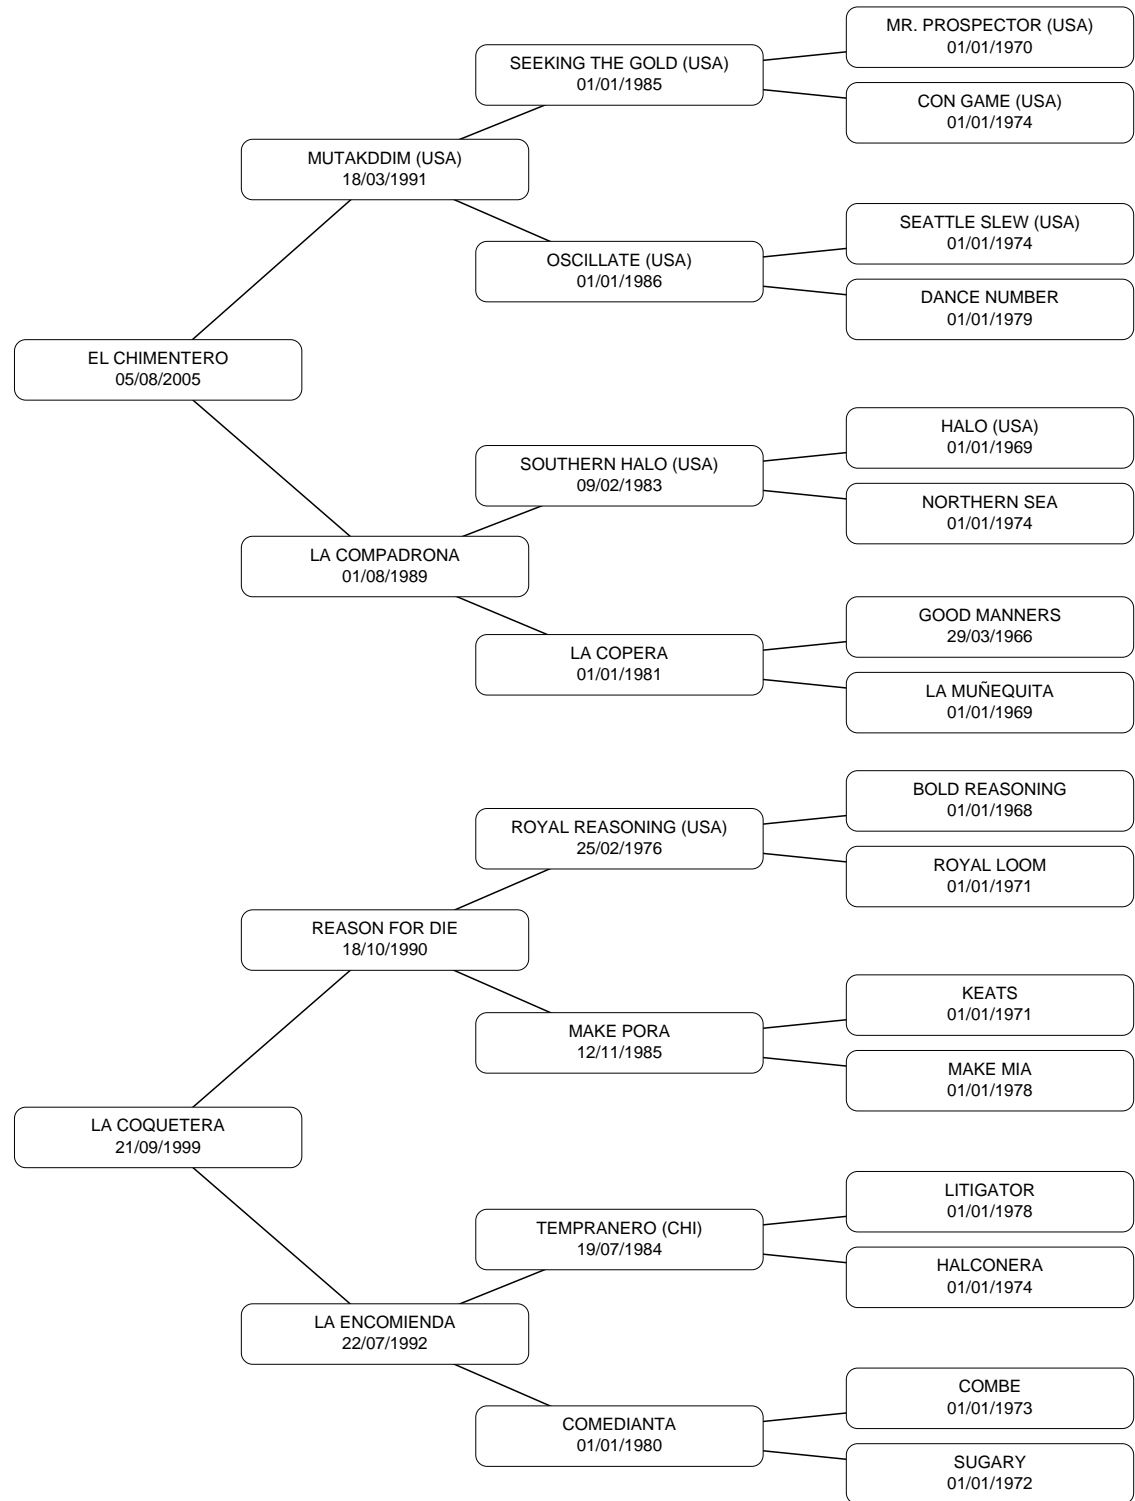 MR. PROSPECTOR (USA)
01/01/1970
SEEKING THE GOLD (USA)
01/01/1985
CON GAME (USA)
01/01/1974
MUTAKDDIM (USA)
18/03/1991
SEATTLE SLEW (USA)
01/01/1974
OSCILLATE (USA)
01/01/1986
DANCE NUMBER
01/01/1979
EL CHIMENTERO
05/08/2005
HALO (USA)
01/01/1969
SOUTHERN HALO (USA)
09/02/1983
NORTHERN SEA
01/01/1974
LA COMPADRONA
01/08/1989
GOOD MANNERS
29/03/1966
LA COPERA
01/01/1981
LA MUÑEQUITA
01/01/1969
BOLD REASONING
01/01/1968
ROYAL REASONING (USA)
25/02/1976
ROYAL LOOM
01/01/1971
REASON FOR DIE
18/10/1990
KEATS
01/01/1971
MAKE PORA
12/11/1985
MAKE MIA
01/01/1978
LA COQUETERA
21/09/1999
LITIGATOR
01/01/1978
TEMPRANERO (CHI)
19/07/1984
HALCONERA
01/01/1974
LA ENCOMIENDA
22/07/1992
COMBE
01/01/1973
COMEDIANTA
01/01/1980
SUGARY
01/01/1972